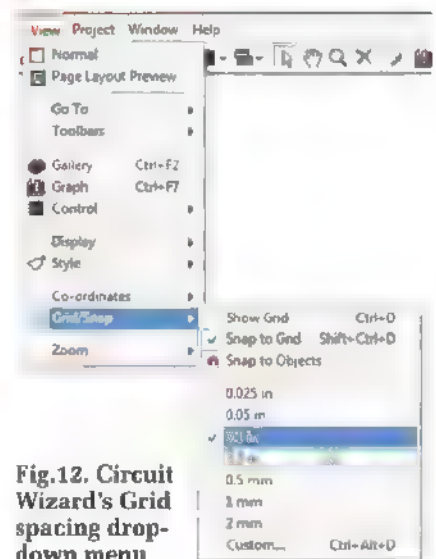 View Project Window Help
Normal
Page Layout Preview
Go To
Toolbars
Gallery Ctrl+F2
Graph Ctrl+F7
Control
Display
Style
Co-ordinates
Grid/Snap
Zoom
Show Grid Ctrl+D
Snap to Grid Shift+Ctrl+D
Snap to Objects
0.025 in
0.05 in
0.5 mm
1 mm
2 mm
Custom... Ctrl+Alt+D
Fig.12. Circuit
Wizard's Grid
spacing drop-
down menu